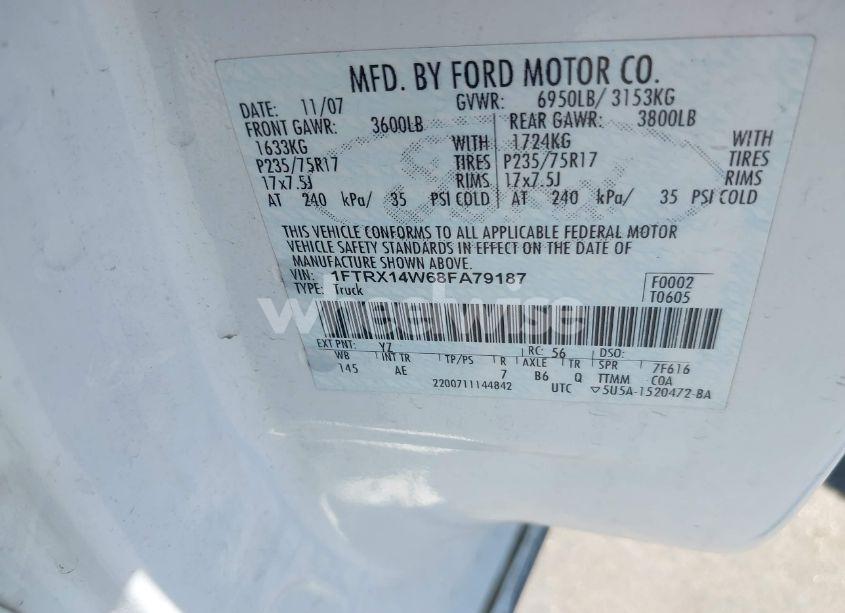 MFD. BY FORD MOTOR CO.
DATE: 11/07 GVWR: 6950LB/ 3153KG
FRONT GAWR: 3600LB REAR GAWR: 3800LB
1633KG WITH 1724KG WITH
P235/75R17 TIRES P235/75R17 TIRES
17x7.5J RIMS 17x7.5J RIMS
AT 240 kPa/ 35 PSI COLD AT 240 kPa/ 35 PSI COLD
THIS VEHICLE CONFORMS TO ALL APPLICABLE FEDERAL MOTOR
VEHICLE SAFETY STANDARDS IN EFFECT ON THE DATE OF
MANUFACTURE SHOWN ABOVE.
VIN: 1FTRX14W68FA79187 F0002
TYPE: Truck T0605
wheelwise
EXT PNT: YZ RC: 56 DSO:
WB INT TR TP/PS R AXLE TR SPR 7F616
145 AE 7 B6 Q TTMM COA
2200711144842 UTC ▽5U5A-1520472-BA